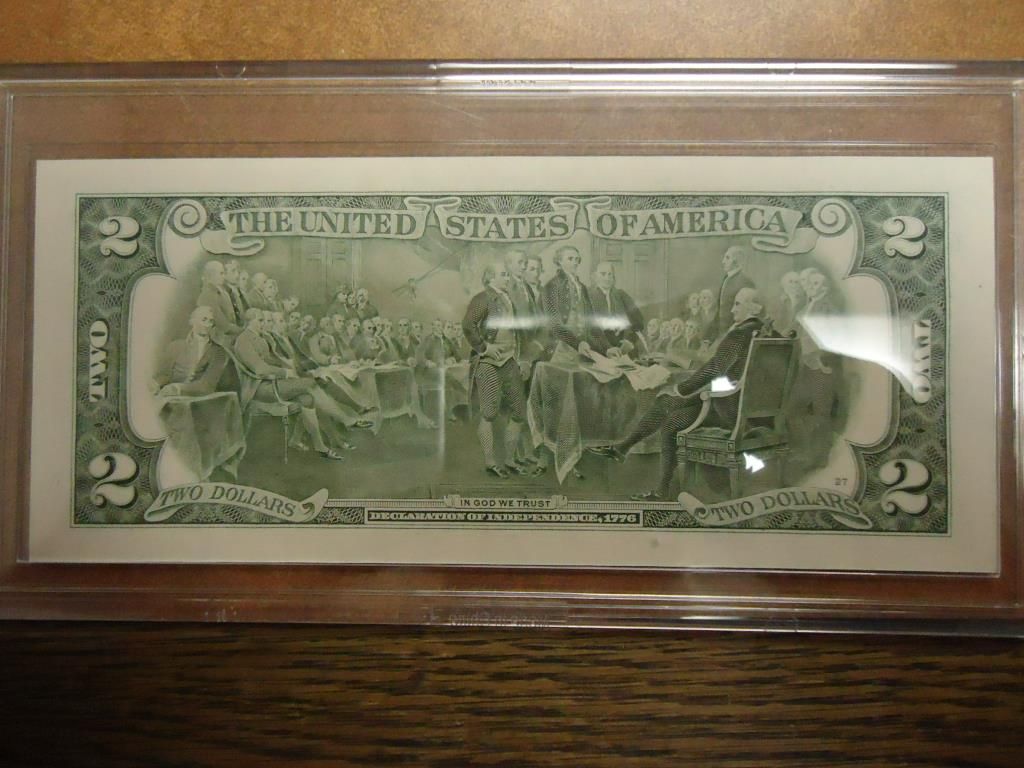 THE UNITED STATES OF AMERICA
2 2
TWO TWO
2 2
27
TWO DOLLARS IN GOD WE TRUST TWO DOLLARS
DECLARATION OF INDEPENDENCE, 1776